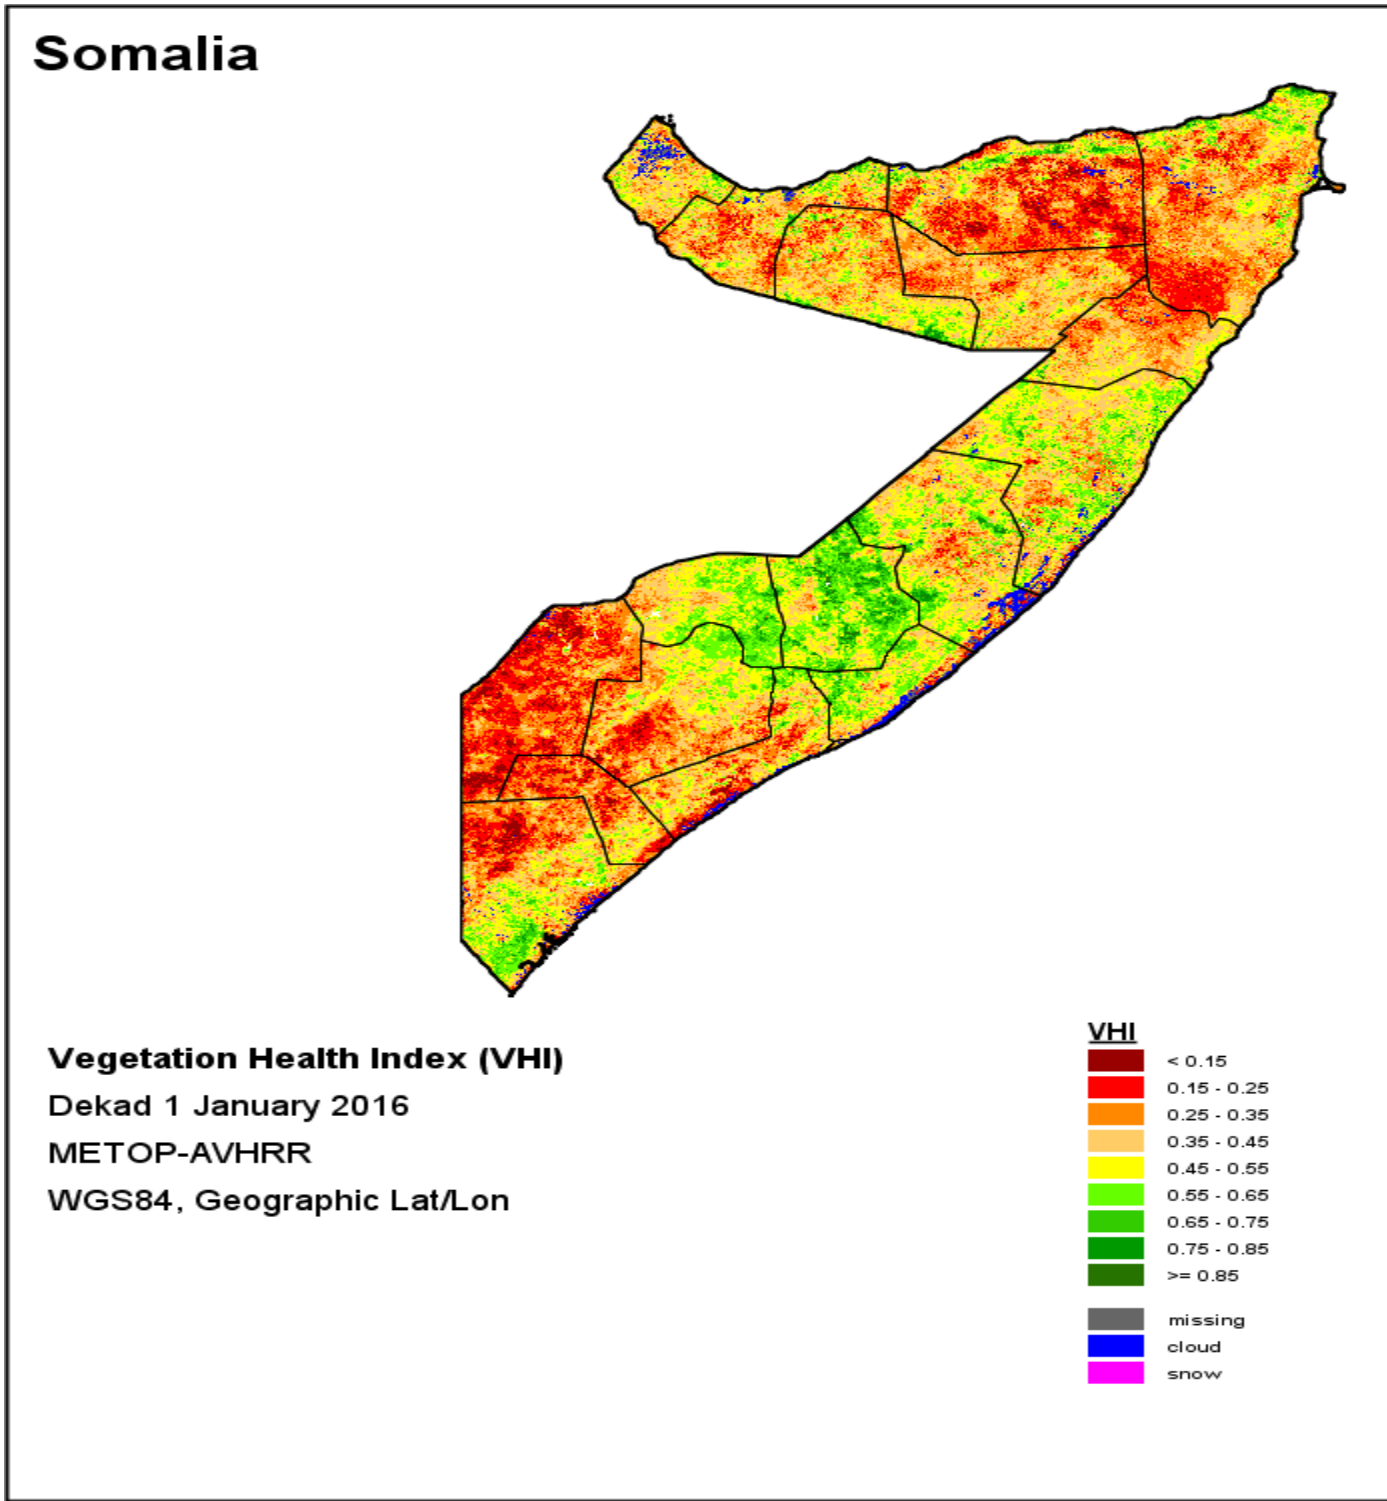 Somalia
Vegetation Health Index (VHI)
Dekad 1 January 2016
METOP-AVHRR
WGS84, Geographic Lat/Lon
VHI
< 0.15
0.15 - 0.25
0.25 - 0.35
0.35 - 0.45
0.45 - 0.55
0.55 - 0.65
0.65 - 0.75
0.75 - 0.85
>= 0.85
missing
cloud
snow